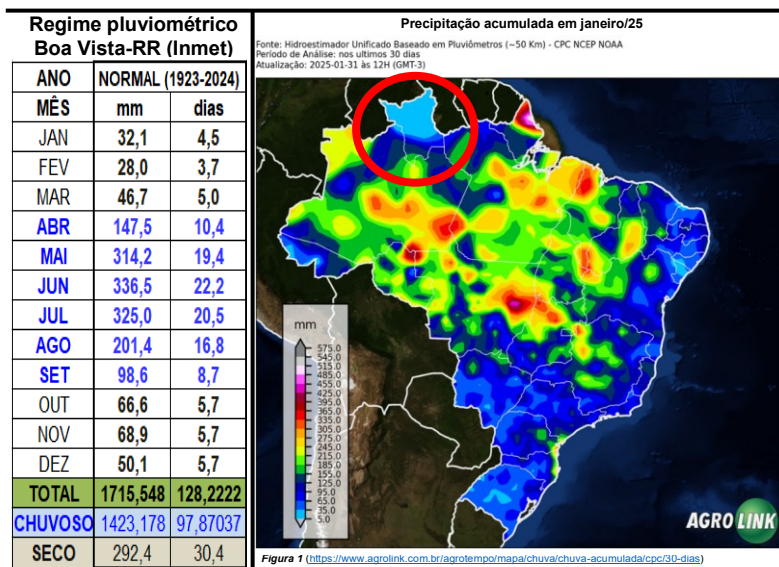 Regime pluviométrico
Boa Vista-RR (Inmet)
ANO NORMAL (1923-2024)
MÊS mm dias
JAN 32,1 4,5
FEV 28,0 3,7
MAR 46,7 5,0
ABR 147,5 10,4
MAI 314,2 19,4
JUN 336,5 22,2
JUL 325,0 20,5
AGO 201,4 16,8
SET 98,6 8,7
OUT 66,6 5,7
NOV 68,9 5,7
DEZ 50,1 5,7
TOTAL 1715,548 128,2222
CHUVOSO 1423,178 97,87037
SECO 292,4 30,4
Precipitação acumulada em janeiro/25
Fonte: Hidroestimador Unificado Baseado em Pluviômetros (~50 Km) - CPC NCEP NOAA
Período de Análise: nos ultimos 30 dias
Atualização: 2025-01-31 às 12H (GMT-3)
mm
575.0
545.0
515.0
485.0
455.0
425.0
395.0
365.0
335.0
305.0
275.0
245.0
215.0
185.0
155.0
125.0
95.0
65.0
35.0
5.0
AGROLINK
Figura 1 (https://www.agrolink.com.br/agrotempo/mapa/chuva/chuva-acumulada/cpc/30-dias)